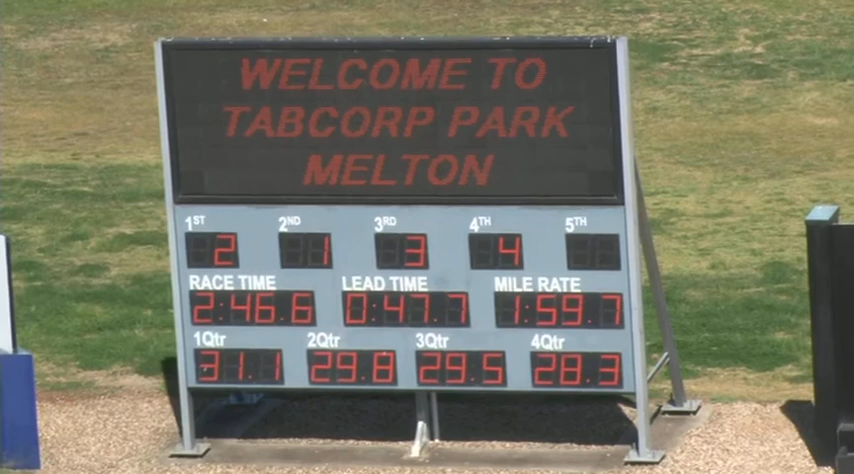 WELCOME TO
TABCORP PARK
MELTON
1ST 2ND 3RD 4TH 5TH
2 1 3 4
RACE TIME LEAD TIME MILE RATE
2:46.6 0:47.7 1:59.7
1Qtr 2Qtr 3Qtr 4Qtr
31.1 29.8 29.5 28.3